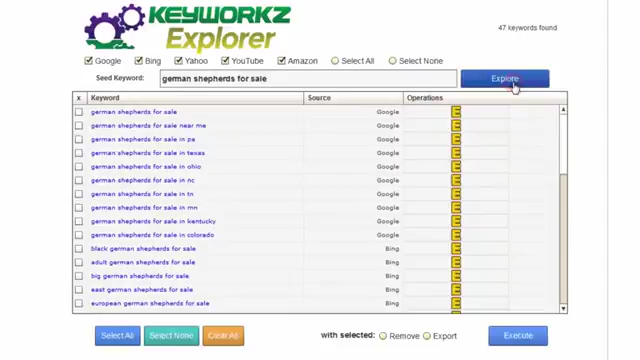 KEYWORKZ
Explorer
47 keywords found
Google Bing Yahoo YouTube Amazon Select All Select None
Seed Keyword: german shepherds for sale Explore
x Keyword Source Operations
german shepherds for sale Google E
german shepherds for sale near me Google E
german shepherds for sale in pa Google E
german shepherds for sale in texas Google E
german shepherds for sale in ohio Google E
german shepherds for sale in nc Google E
german shepherds for sale in tn Google E
german shepherds for sale in mn Google E
german shepherds for sale in kentucky Google E
german shepherds for sale in colorado Google E
black german shepherds for sale Bing E
adult german shepherds for sale Bing E
big german shepherds for sale Bing E
east german shepherds for sale Bing E
european german shepherds for sale Bing E
Select All Select None Clear All with selected: Remove Export Execute